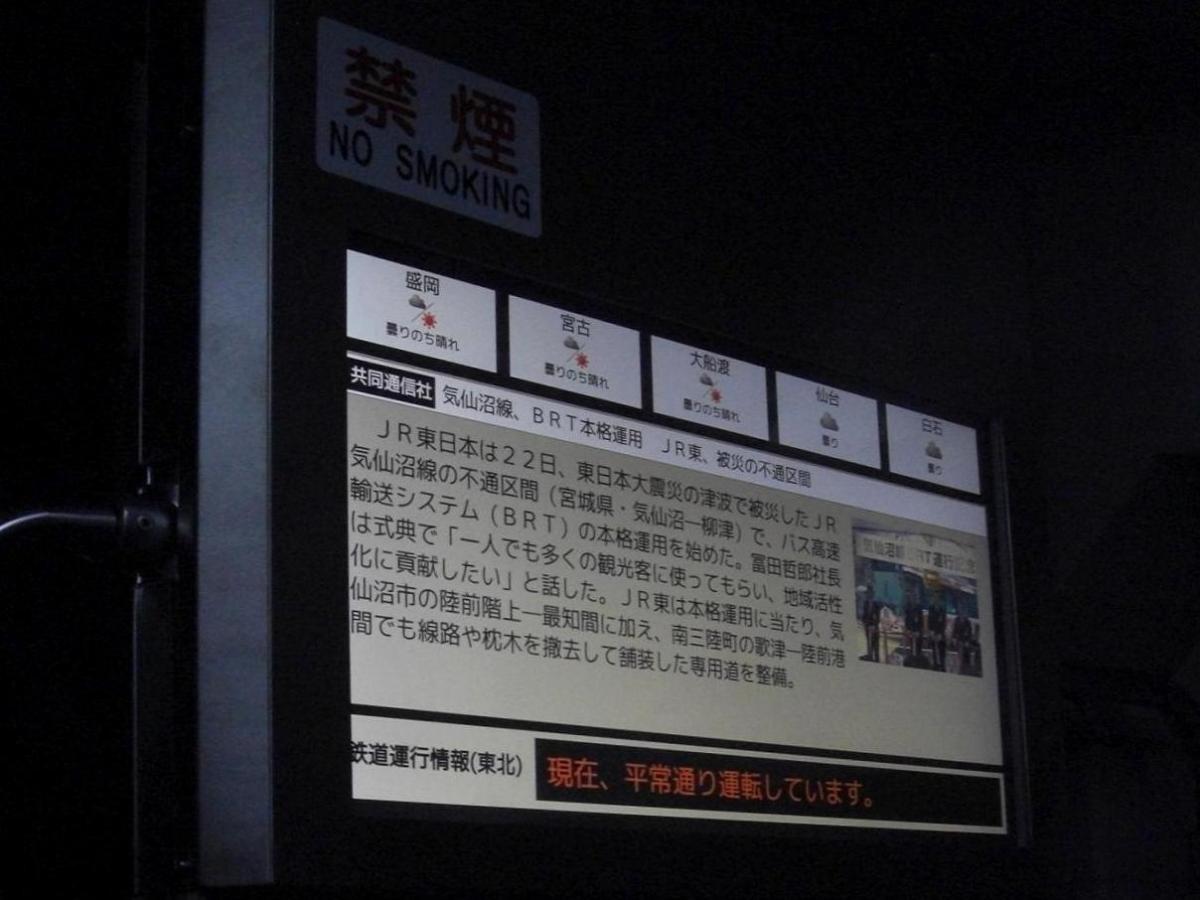 禁煙
NO SMOKING
盛岡
曇りのち晴れ
宮古
曇りのち晴れ
大船渡
曇りのち晴れ
仙台
曇り
白石
曇り
共同通信社 気仙沼線、ＢＲＴ本格運用　ＪＲ東、被災の不通区間
ＪＲ東日本は２２日、東日本大震災の津波で被災したＪＲ
気仙沼線の不通区間（宮城県・気仙沼―柳津）で、バス高速
輸送システム（ＢＲＴ）の本格運用を始めた。冨田哲郎社長
は式典で「一人でも多くの観光客に使ってもらい、地域活性
化に貢献したい」と話した。ＪＲ東は本格運用に当たり、気
仙沼市の陸前階上―最知間に加え、南三陸町の歌津―陸前港
間でも線路や枕木を撤去して舗装した専用道を整備。
気仙沼線BRT運行記念
鉄道運行情報(東北)
現在、平常通り運転しています。